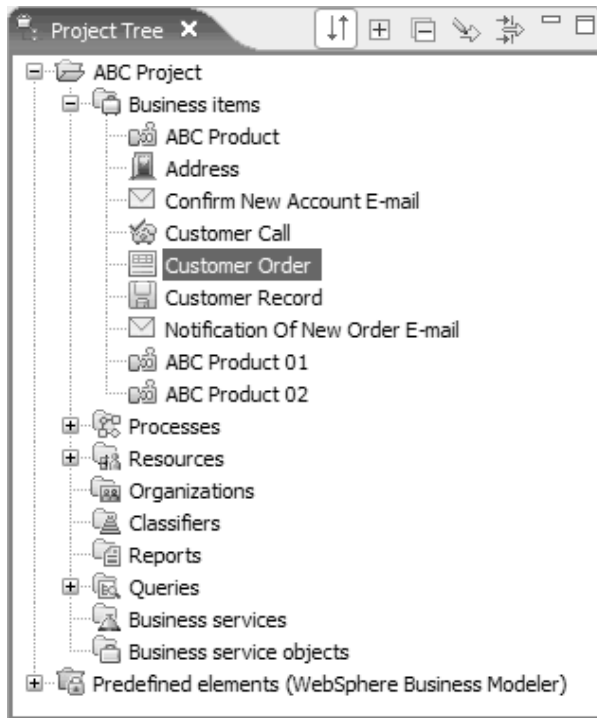 Project Tree
ABC Project
Business items
ABC Product
Address
Confirm New Account E-mail
Customer Call
Customer Order
Customer Record
Notification Of New Order E-mail
ABC Product 01
ABC Product 02
Processes
Resources
Organizations
Classifiers
Reports
Queries
Business services
Business service objects
Predefined elements (WebSphere Business Modeler)